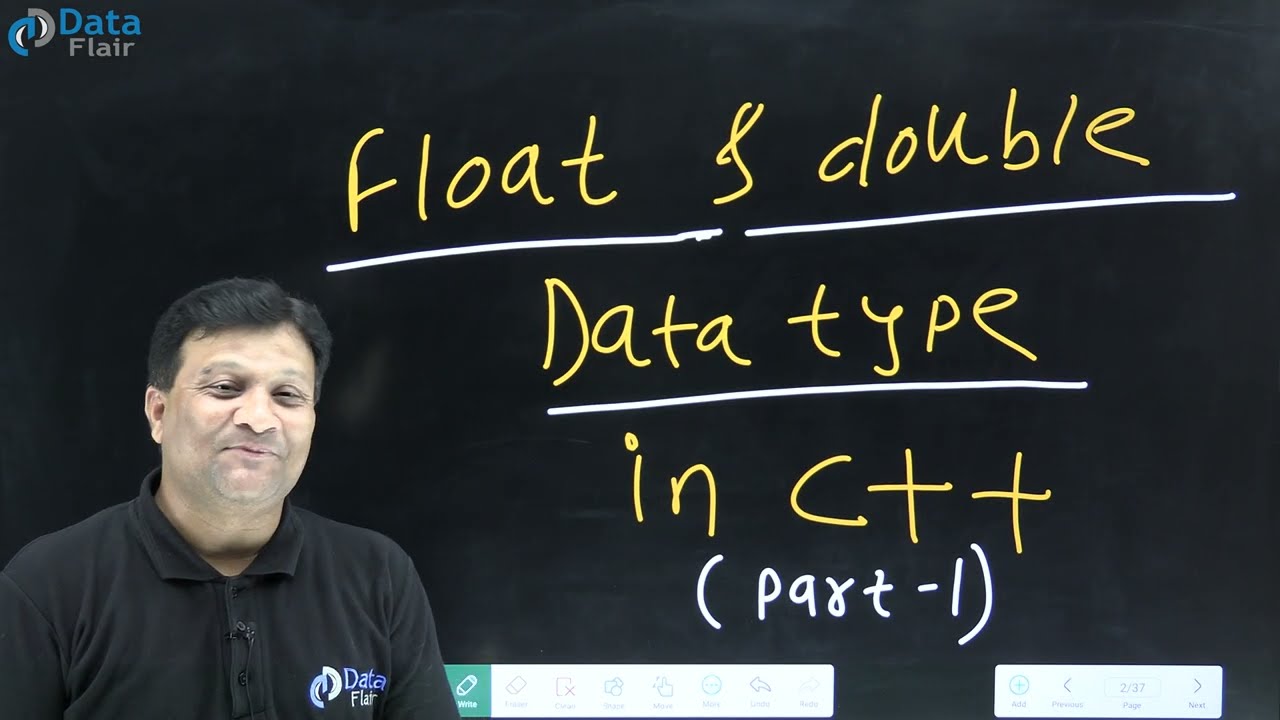 Data
Flair
Float & double
Data type
in C++
(part-1)
Data
Flair
Write
Eraser
Clean
Shape
Move
More
Undo
Redo
Add
Previous
2/37
Page
Next